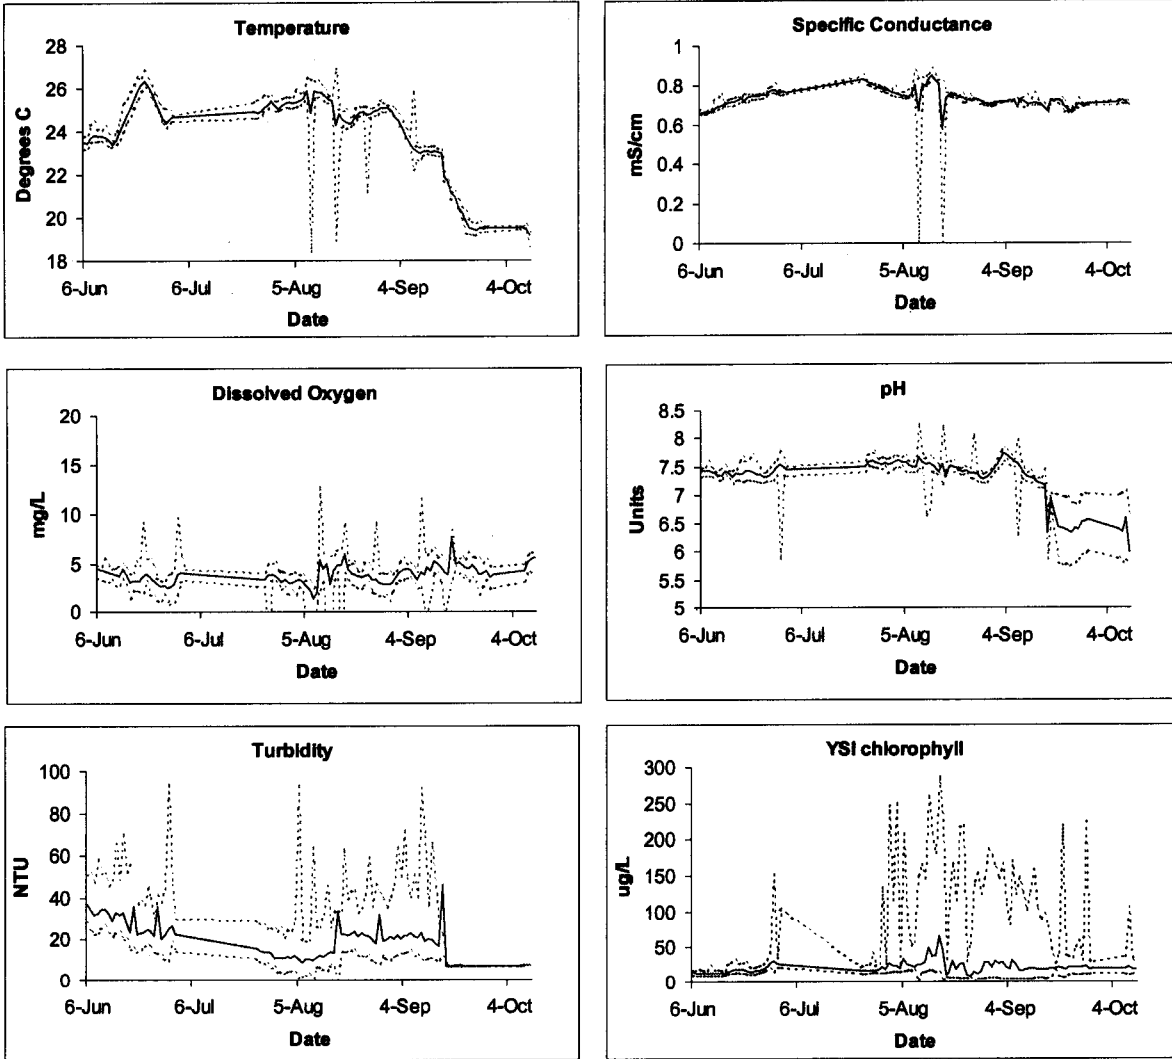 Temperature
28
26
24
22
20
18
Degrees C
6-Jun 6-Jul 5-Aug 4-Sep 4-Oct
Date
Specific Conductance
1
0.8
0.6
0.4
0.2
0
mS/cm
6-Jun 6-Jul 5-Aug 4-Sep 4-Oct
Date
Dissolved Oxygen
20
15
10
5
0
mg/L
6-Jun 6-Jul 5-Aug 4-Sep 4-Oct
Date
pH
8.5
8
7.5
7
6.5
6
5.5
5
Units
6-Jun 6-Jul 5-Aug 4-Sep 4-Oct
Date
Turbidity
100
80
60
40
20
0
NTU
6-Jun 6-Jul 5-Aug 4-Sep 4-Oct
Date
YSI chlorophyll
300
250
200
150
100
50
0
ug/L
6-Jun 6-Jul 5-Aug 4-Sep 4-Oct
Date